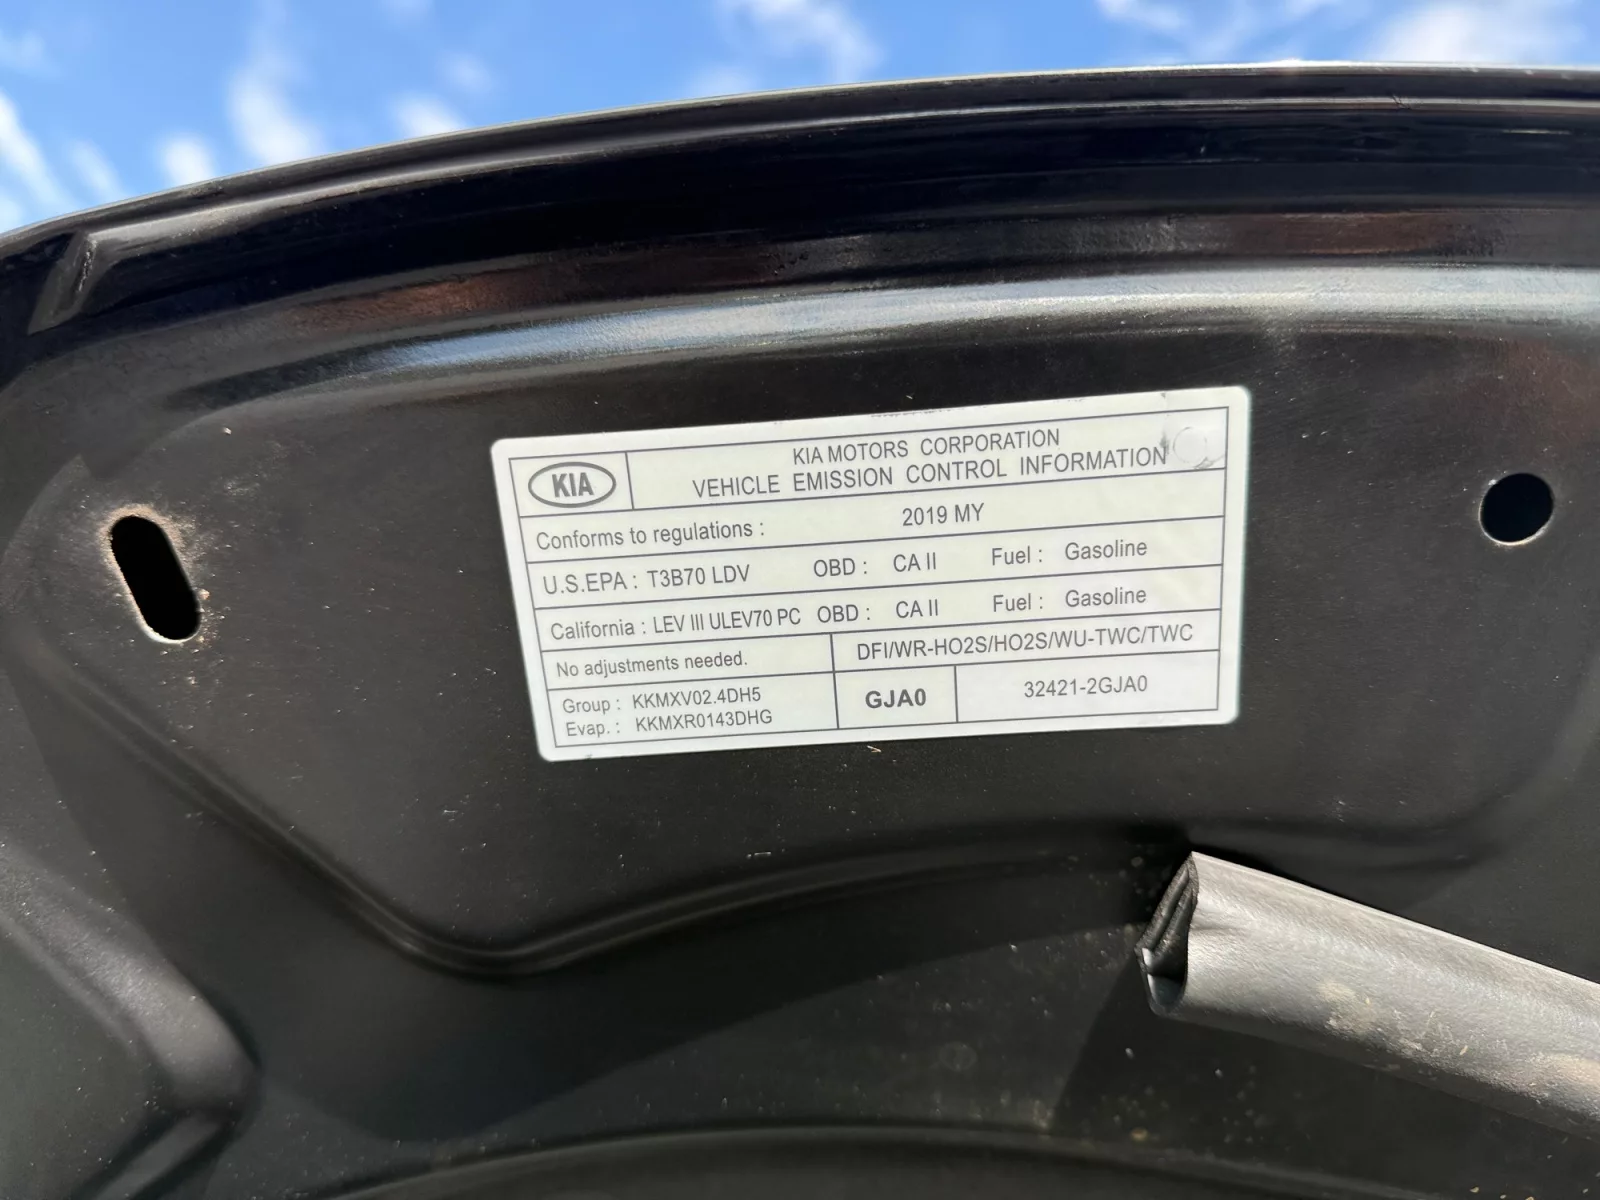 KIA
KIA MOTORS CORPORATION
VEHICLE EMISSION CONTROL INFORMATION
Conforms to regulations : 2019 MY
U.S.EPA : T3B70 LDV OBD : CA II Fuel : Gasoline
California : LEV III ULEV70 PC OBD : CA II Fuel : Gasoline
No adjustments needed. DFI/WR-HO2S/HO2S/WU-TWC/TWC
Group : KKMXV02.4DH5
Evap. : KKMXR0143DHG
GJA0
32421-2GJA0